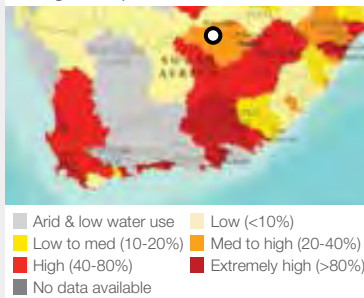 SOUTH
AFRICA
Arid & low water use
Low (<10%)
Low to med (10-20%)
Med to high (20-40%)
High (40-80%)
Extremely high (>80%)
No data available